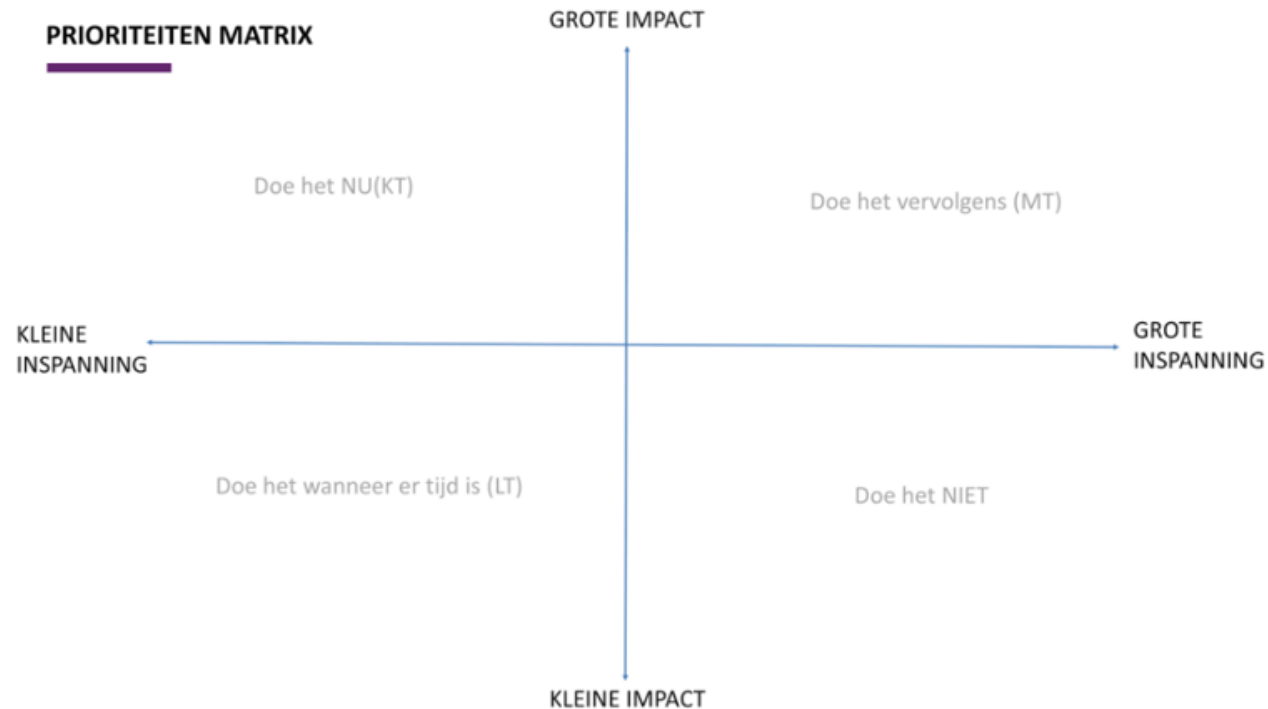 PRIORITEITEN MATRIX
GROTE IMPACT
Doe het NU(KT)
Doe het vervolgens (MT)
KLEINE
INSPANNING
GROTE
INSPANNING
Doe het wanneer er tijd is (LT)
Doe het NIET
KLEINE IMPACT